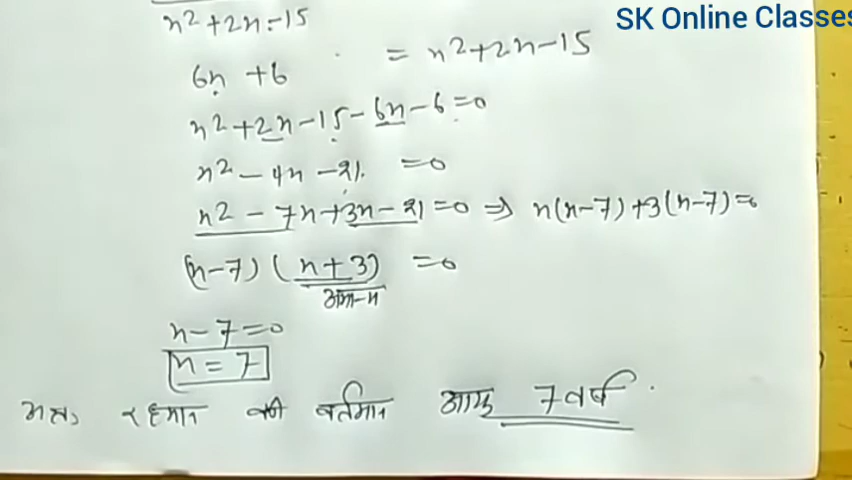 SK Online Classes
x²+2x-15
6x +6 = x²+2x-15
x²+2x-15-6x-6=0
x²-4x-21 =0
x²-7x+3x-21=0 ⇒ x(x-7)+3(x-7)=0
(x-7) (x+3) =0
x-7=0
x=7
अतः रहमान की वर्तमान आयु 7 वर्ष